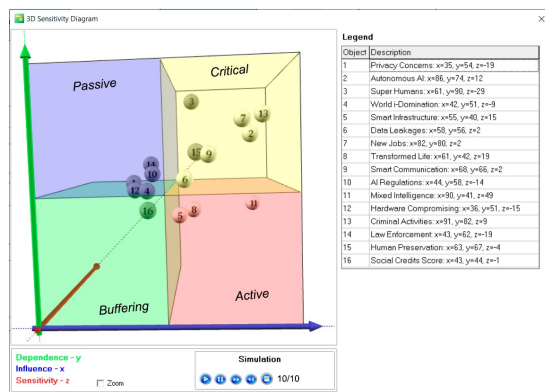 3D Sensitivity Diagram
Passive
Critical
Buffering
Active
3
7
13
2
15
9
14
10
6
12
4
16
5
8
11
Dependence - y
Influence - x
Sensitivity - z
Zoom
Simulation
10/10
Legend
Object Description
1 Privacy Concerns: x=35, y=54, z=-19
2 Autonomous AI: x=86, y=74, z=12
3 Super Humans: x=61, y=90, z=-29
4 World i-Domination: x=42, y=51, z=-9
5 Smart Infrastructure: x=55, y=40, z=15
6 Data Leakages: x=58, y=56, z=2
7 New Jobs: x=82, y=80, z=2
8 Transformed Life: x=61, y=42, z=19
9 Smart Communication: x=68, y=66, z=2
10 AI Regulations: x=44, y=58, z=-14
11 Mixed Intelligence: x=90, y=41, z=49
12 Hardware Compromising: x=36, y=51, z=-15
13 Criminal Activities: x=91, y=82, z=9
14 Law Enforcement: x=43, y=62, z=-19
15 Human Preservation: x=63, y=67, z=-4
16 Social Credits Score: x=43, y=44, z=-1